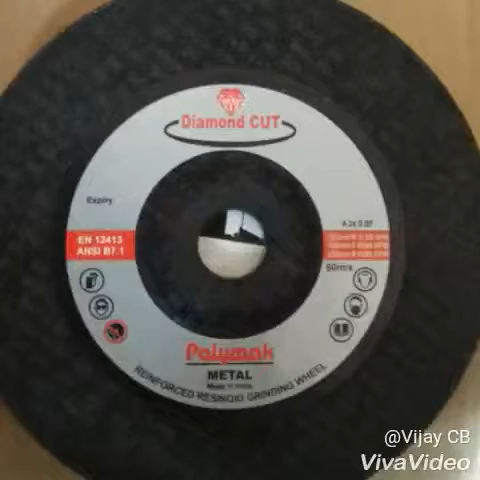 Diamond CUT
Expiry
EN 12413
ANSI B7.1
80m/s
Polymak
METAL
Made in India
REINFORCED RESINOID GRINDING WHEEL
@Vijay CB
VivaVideo